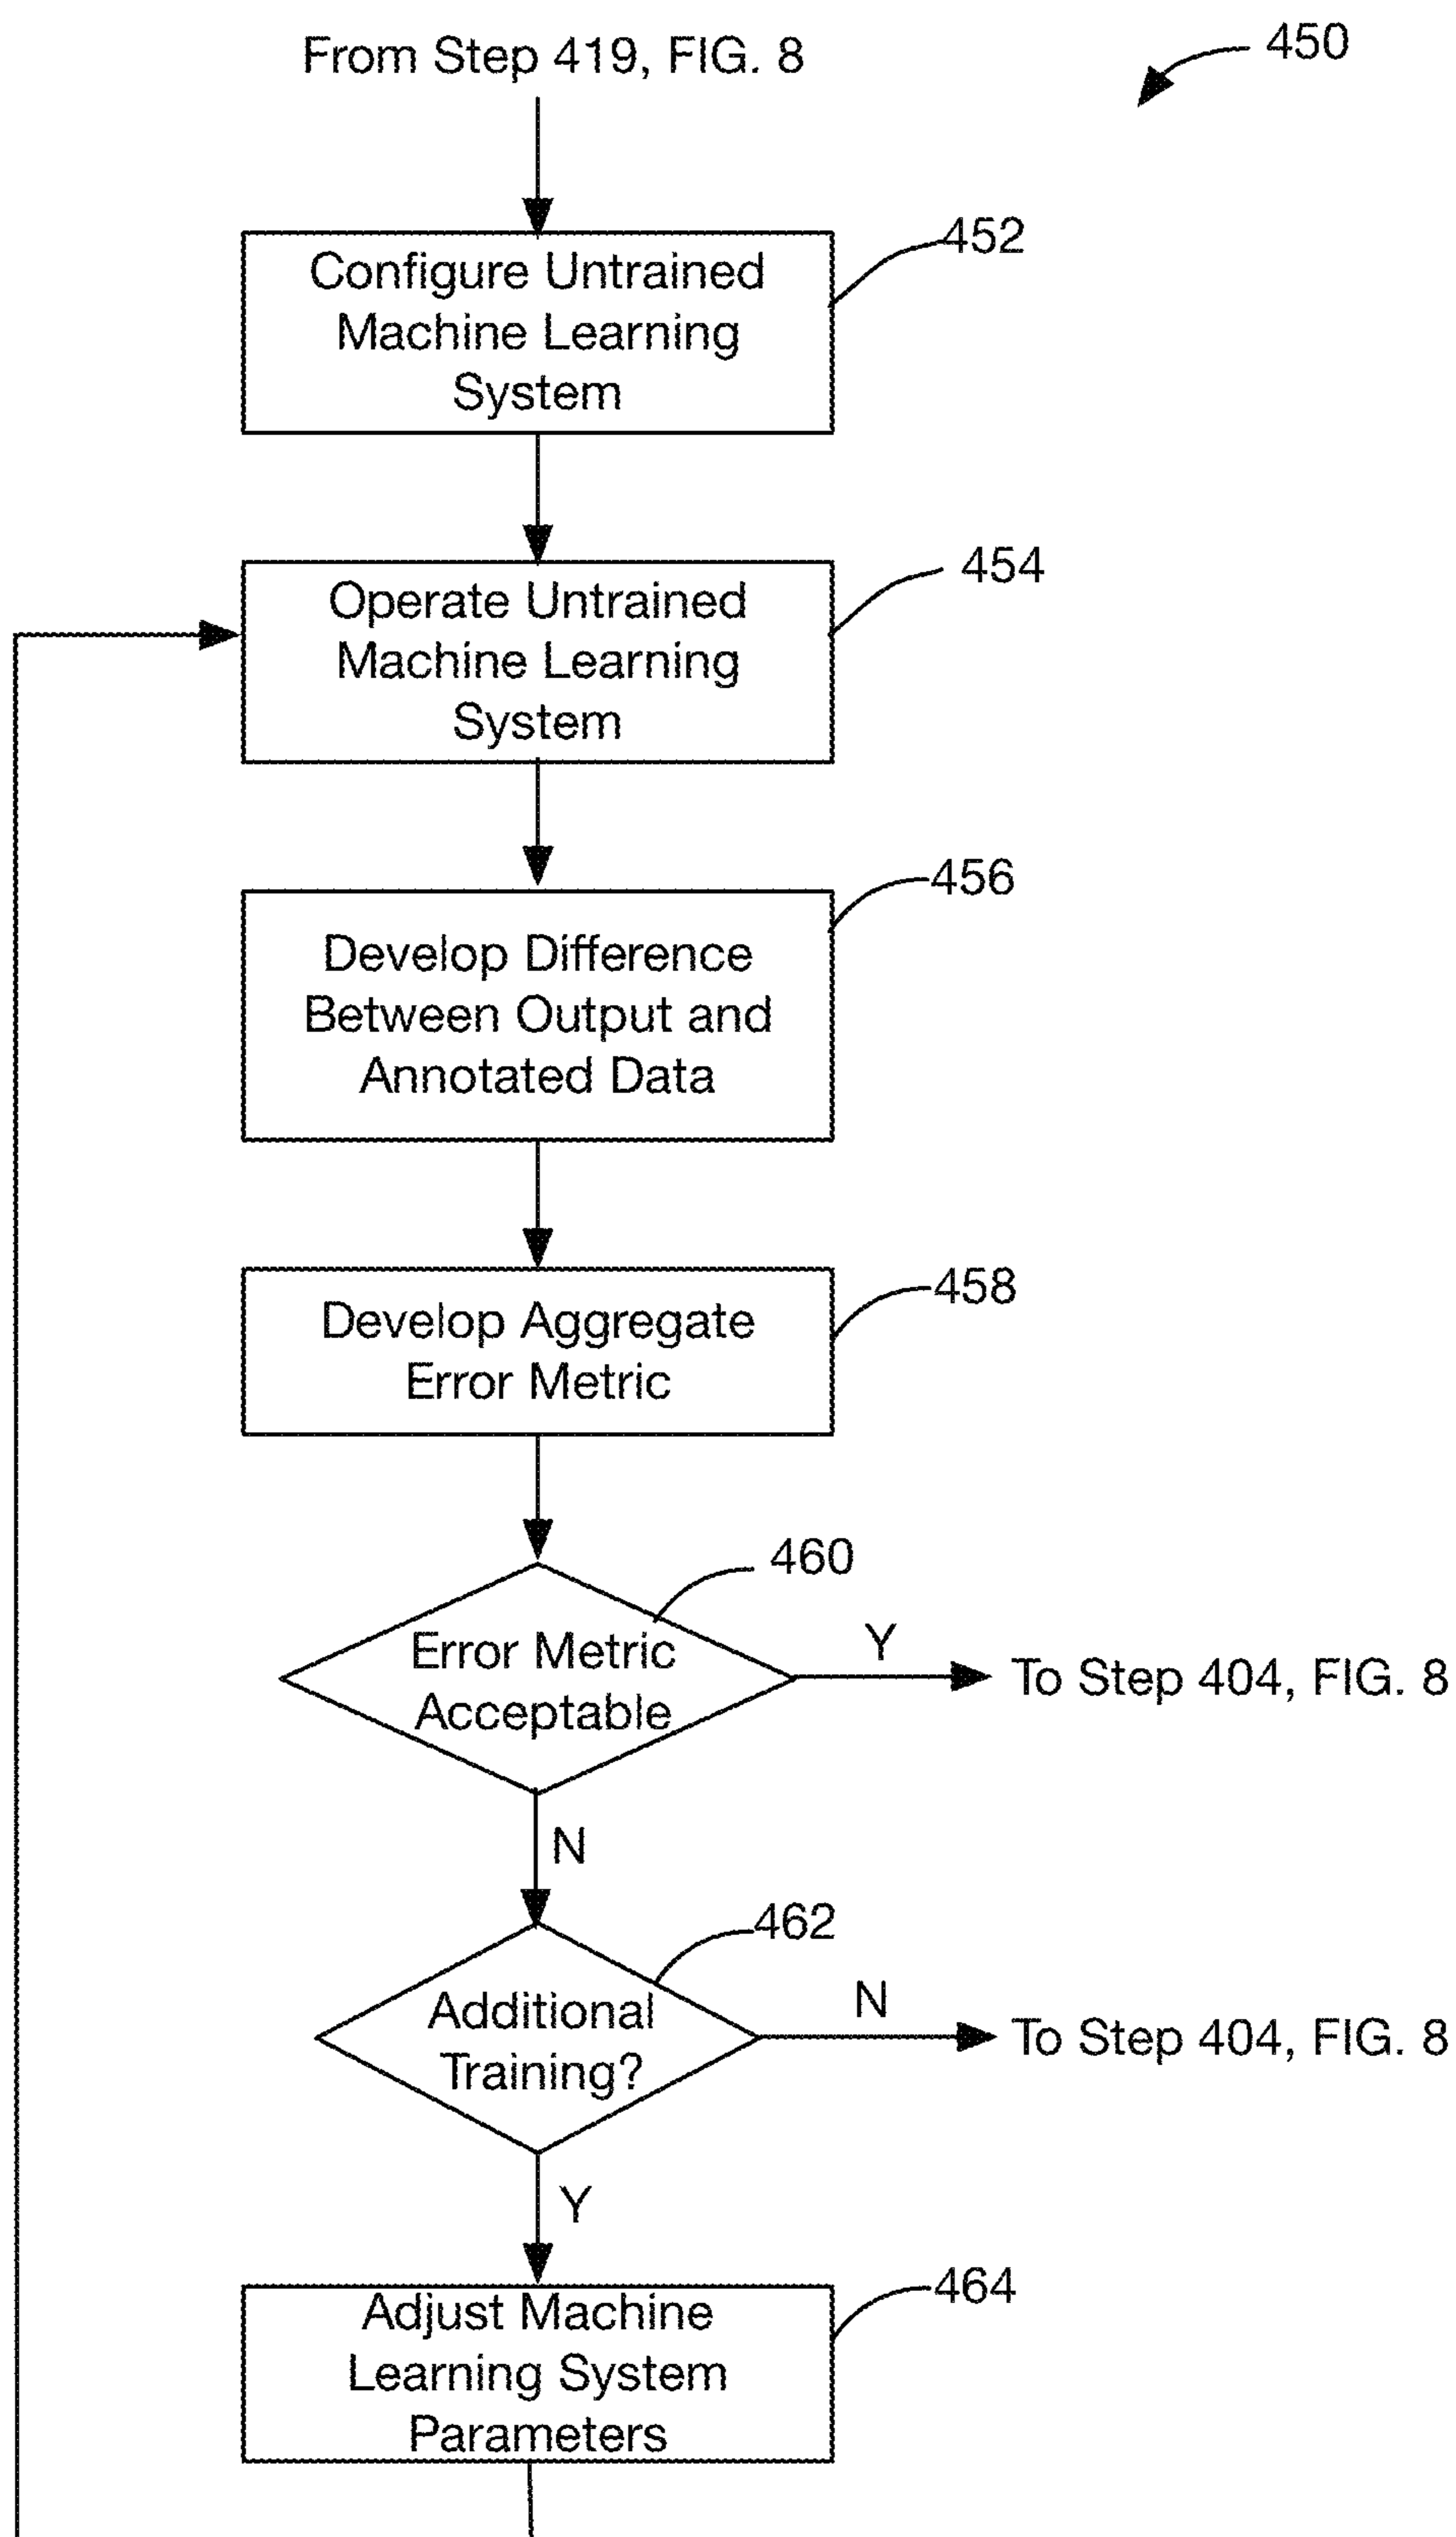 From Step 419, FIG. 8
450
Configure Untrained
Machine Learning
System
452
Operate Untrained
Machine Learning
System
454
Develop Difference
Between Output and
Annotated Data
456
Develop Aggregate
Error Metric
458
Error Metric
Acceptable
460
Y
To Step 404, FIG. 8
N
Additional
Training?
462
N
To Step 404, FIG. 8
Y
Adjust Machine
Learning System
Parameters
464